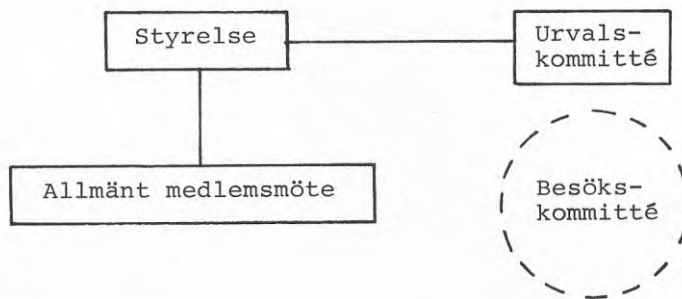 Styrelse
Urvals-
kommitté
Allmänt medlemsmöte
Besöks-
kommitté